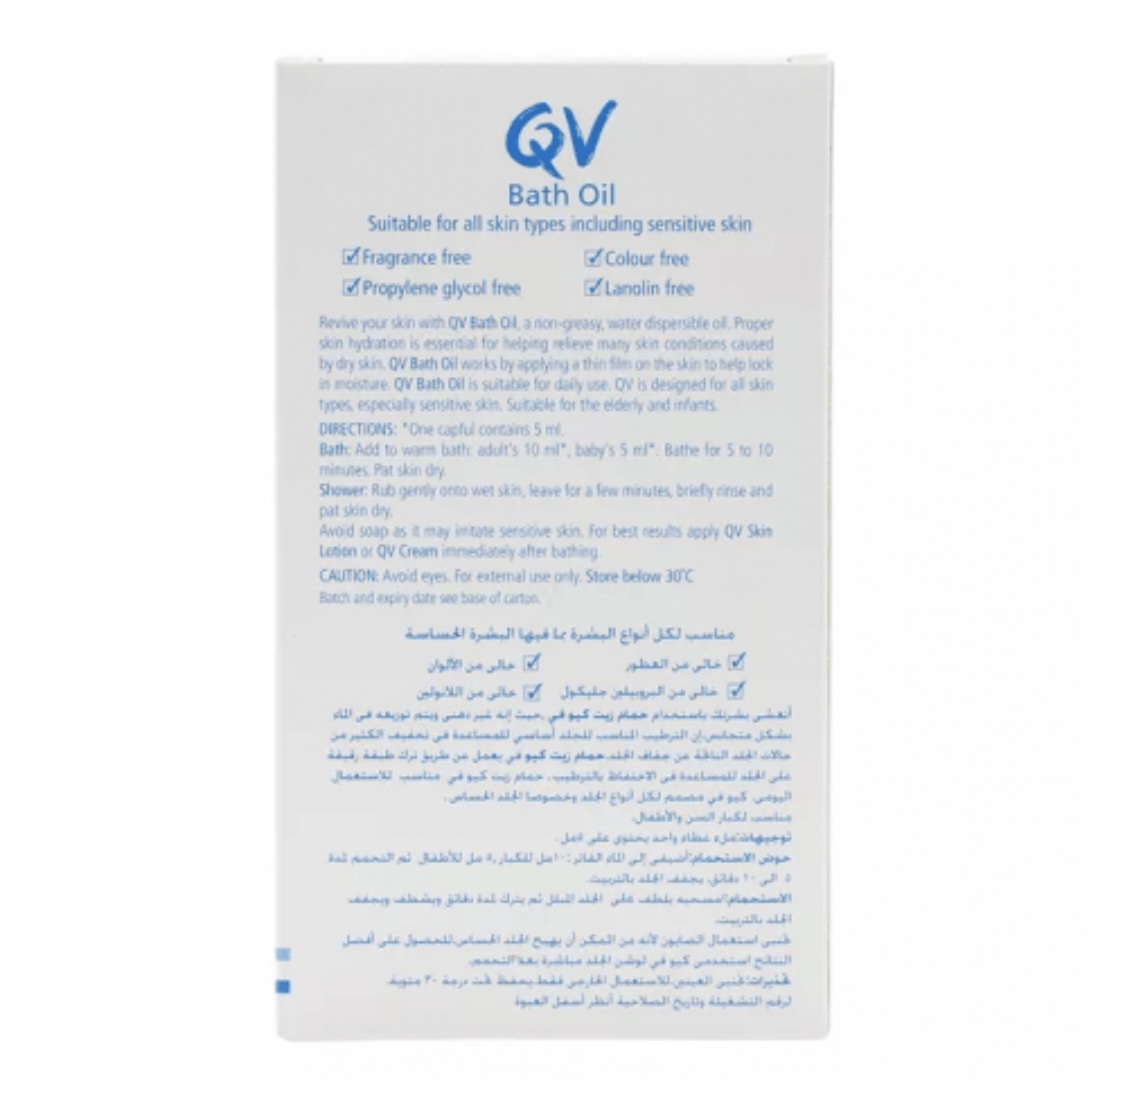 QV
Bath Oil
Suitable for all skin types including sensitive skin
☑ Fragrance free ☑ Colour free
☑ Propylene glycol free ☑ Lanolin free
Revive your skin with QV Bath Oil, a non-greasy, water dispersible oil. Proper
skin hydration is essential for helping relieve many skin conditions caused
by dry skin. QV Bath Oil works by applying a thin film on the skin to help lock
in moisture. QV Bath Oil is suitable for daily use. QV is designed for all skin
types, especially sensitive skin. Suitable for the elderly and infants.
DIRECTIONS: *One capful contains 5 ml.
Bath: Add to warm bath: adult's 10 ml*, baby's 5 ml*. Bathe for 5 to 10
minutes. Pat skin dry.
Shower: Rub gently onto wet skin, leave for a few minutes, briefly rinse and
pat skin dry.
Avoid soap as it may irritate sensitive skin. For best results apply QV Skin
Lotion or QV Cream immediately after bathing.
CAUTION: Avoid eyes. For external use only. Store below 30°C
Batch and expiry date see base of carton.
مناسب لكل أنواع البشرة بما فيها البشرة الحساسة
☑ خالي من العطور ☑ خالي من الألوان
☑ خالي من البروبيلين جليكول ☑ خالي من اللانولين
أنعشي بشرتك باستخدام حمام زيت كيو في ,حيث إنه غير دهني ويتم توزيعه في الماء
بشكل متجانس.إن الترطيب المناسب للجلد أساسي للمساعدة في تخفيف الكثير من
حالات الجلد الناتجة عن جفاف الجلد.حمام زيت كيو في يعمل عن طريق ترك طبقة رقيقة
على الجلد للمساعدة في الاحتفاظ بالترطيب. حمام زيت كيو في مناسب للاستعمال
اليومي. كيو في مصمم لكل أنواع الجلد وخصوصا الجلد الحساس.
مناسب لكبار السن والأطفال.
توجيهات:ملء غطاء واحد يحتوي على ٥مل.
حوض الاستحمام:أضيفي إلى الماء الفاتر:١٠مل للكبار,٥ مل للأطفال. ثم التحمم لمدة
٥ الى ١٠ دقائق. يجفف الجلد بالتربيت.
الاستحمام:امسحيه بلطف على الجلد المبلل ثم يترك لمدة دقائق ويشطف ويجفف
الجلد بالتربيت.
تجنبي استعمال الصابون لأنه من الممكن أن يهيج الجلد الحساس.للحصول على أفضل
النتائج استخدمي كيو في لوشن الجلد مباشرة بعد التحمم.
تحذيرات:تجنبي العينين.للاستعمال الخارجي فقط.يحفظ تحت درجة ٣٠ مئوية.
لرقم التشغيلة وتاريخ الصلاحية أنظر أسفل العبوة